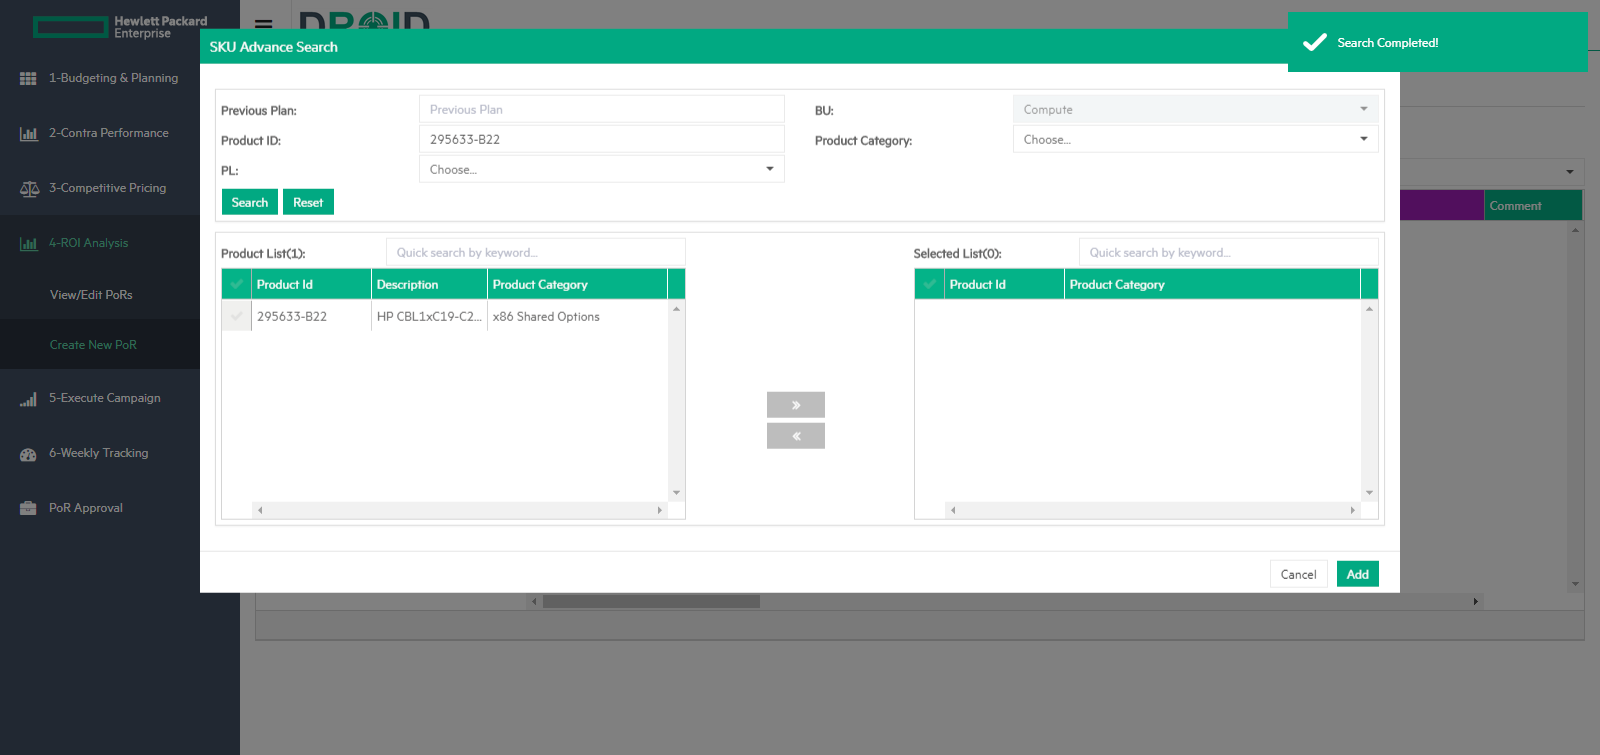 Hewlett Packard
Enterprise
DROID
1-Budgeting & Planning
2-Contra Performance
3-Competitive Pricing
4-ROI Analysis
View/Edit PoRs
Create New PoR
5-Execute Campaign
6-Weekly Tracking
PoR Approval
SKU Advance Search
Search Completed!
Previous Plan: Previous Plan BU: Compute
Product ID: 295633-B22 Product Category: Choose...
PL: Choose...
Search Reset
Comment
Product List(1): Quick search by keyword...
Product Id Description Product Category
295633-B22 HP CBL1xC19-C2... x86 Shared Options
Selected List(0): Quick search by keyword...
Product Id Product Category
Cancel Add